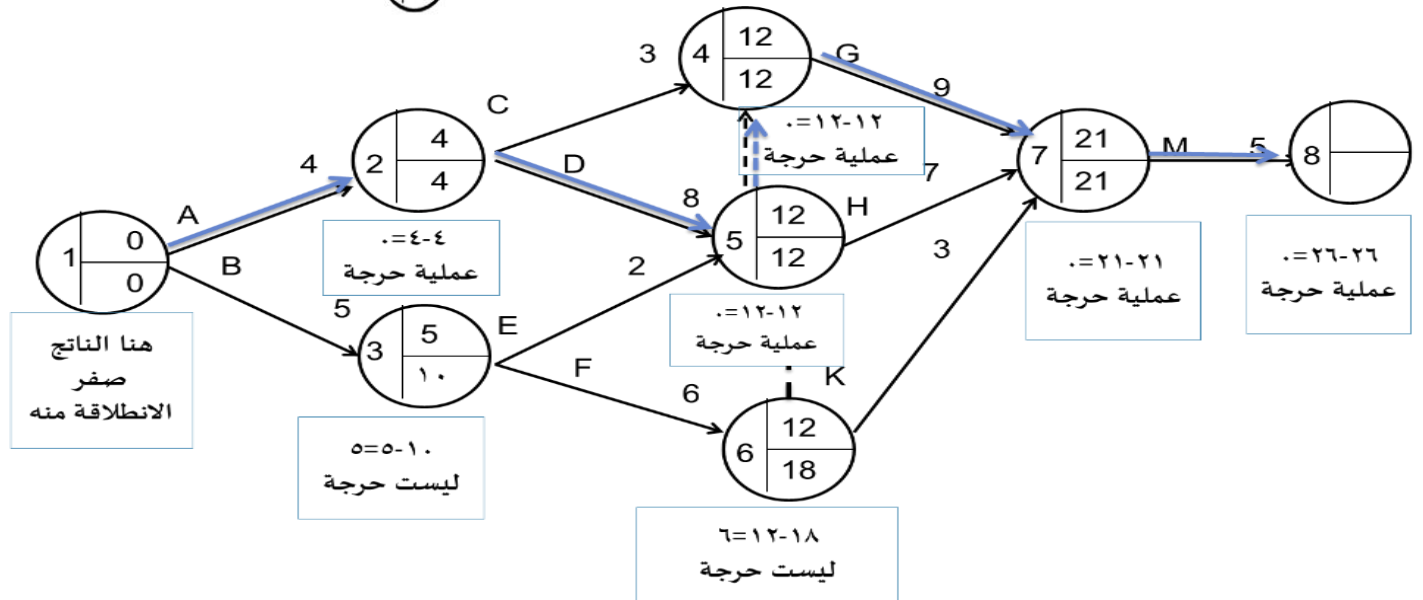 3
4
12
12
G
9
C
٠=١٢-١٢
عملية حرجة
4
2
4
4
D
7
21
21
M
5
8
7
A
8
H
1
0
0
5
12
12
3
٠=٤-٤
عملية حرجة
B
2
٠=٢١-٢١
عملية حرجة
٠=٢٦-٢٦
عملية حرجة
5
E
٠=١٢-١٢
عملية حرجة
هنا الناتج
صفر
الانطلاقة منه
3
5
١٠
F
K
6
6
12
18
٥=٥-١٠
ليست حرجة
٦=١٢-١٨
ليست حرجة